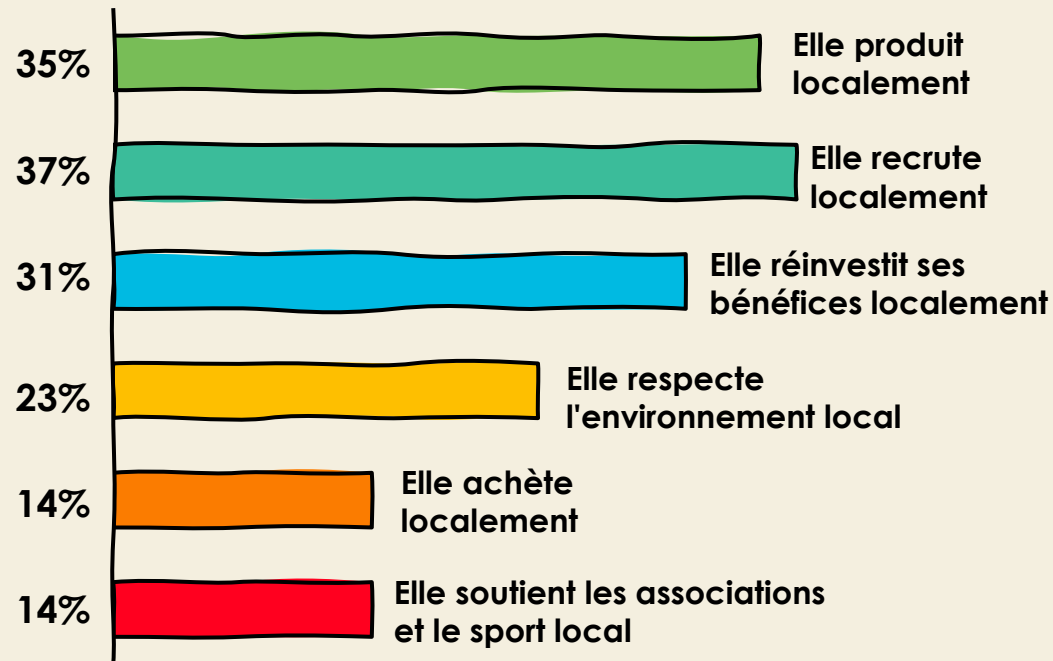 35%
Elle produit
localement
37%
Elle recrute
localement
31%
Elle réinvestit ses
bénéfices localement
23%
Elle respecte
l'environnement local
14%
Elle achète
localement
14%
Elle soutient les associations
et le sport local